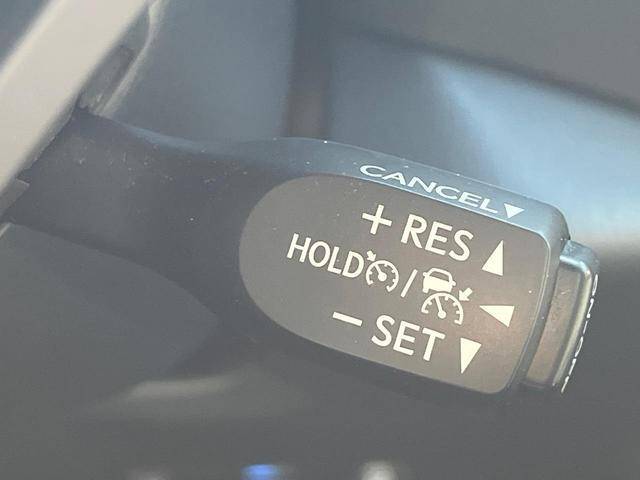 CANCEL▼
+ RES ▲
HOLD /
− SET ▼